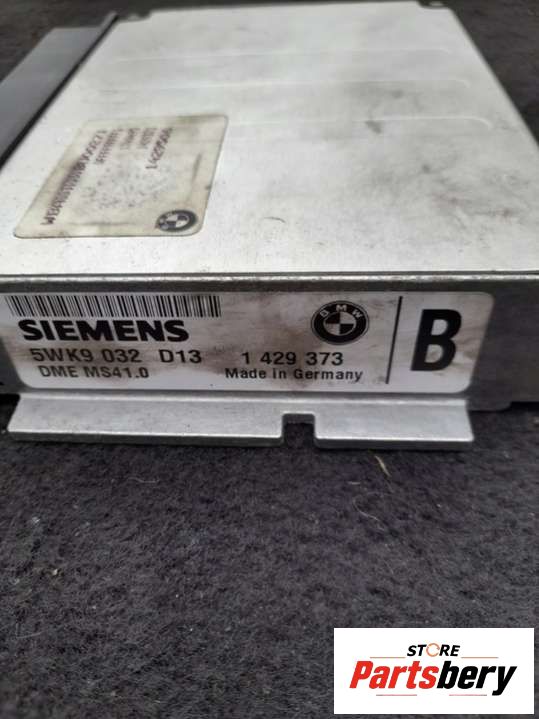 SIEMENS
5WK9 032 D13 1 429 373
DME MS41.0 Made in Germany
BMW
B
STORE
Partsbery